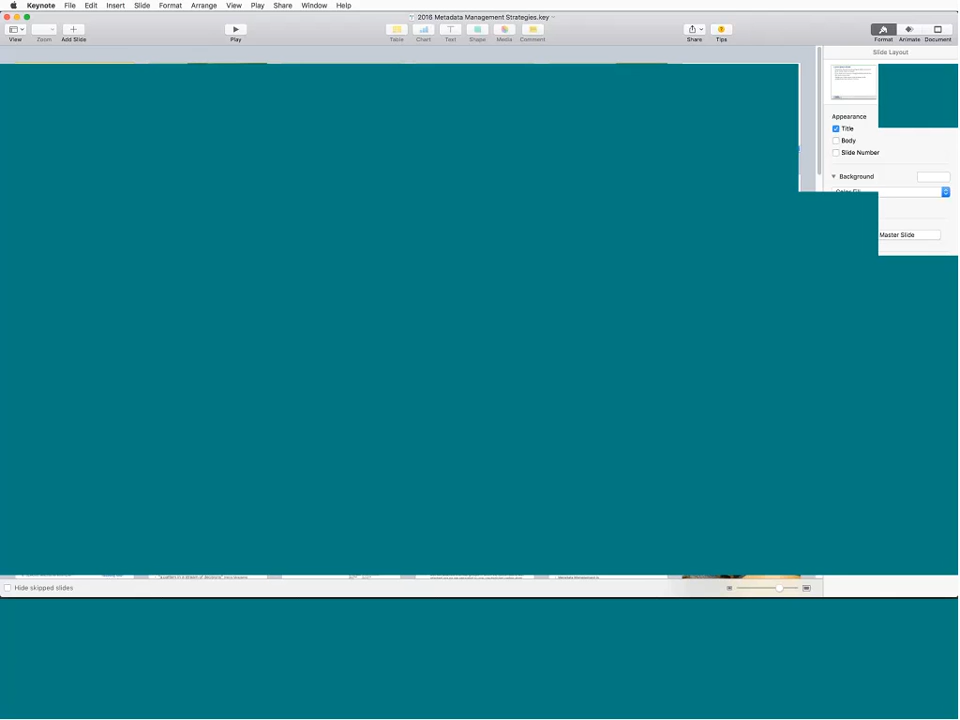 Keynote File Edit Insert Slide Format Arrange View Play Share Window Help
2016 Metadata Management Strategies.key
View Zoom Add Slide Play Table Chart Text Shape Media Comment Share Tips Format Animate Document
Slide Layout
Appearance
Title
Body
Slide Number
Background
Master Slide
Hide skipped slides